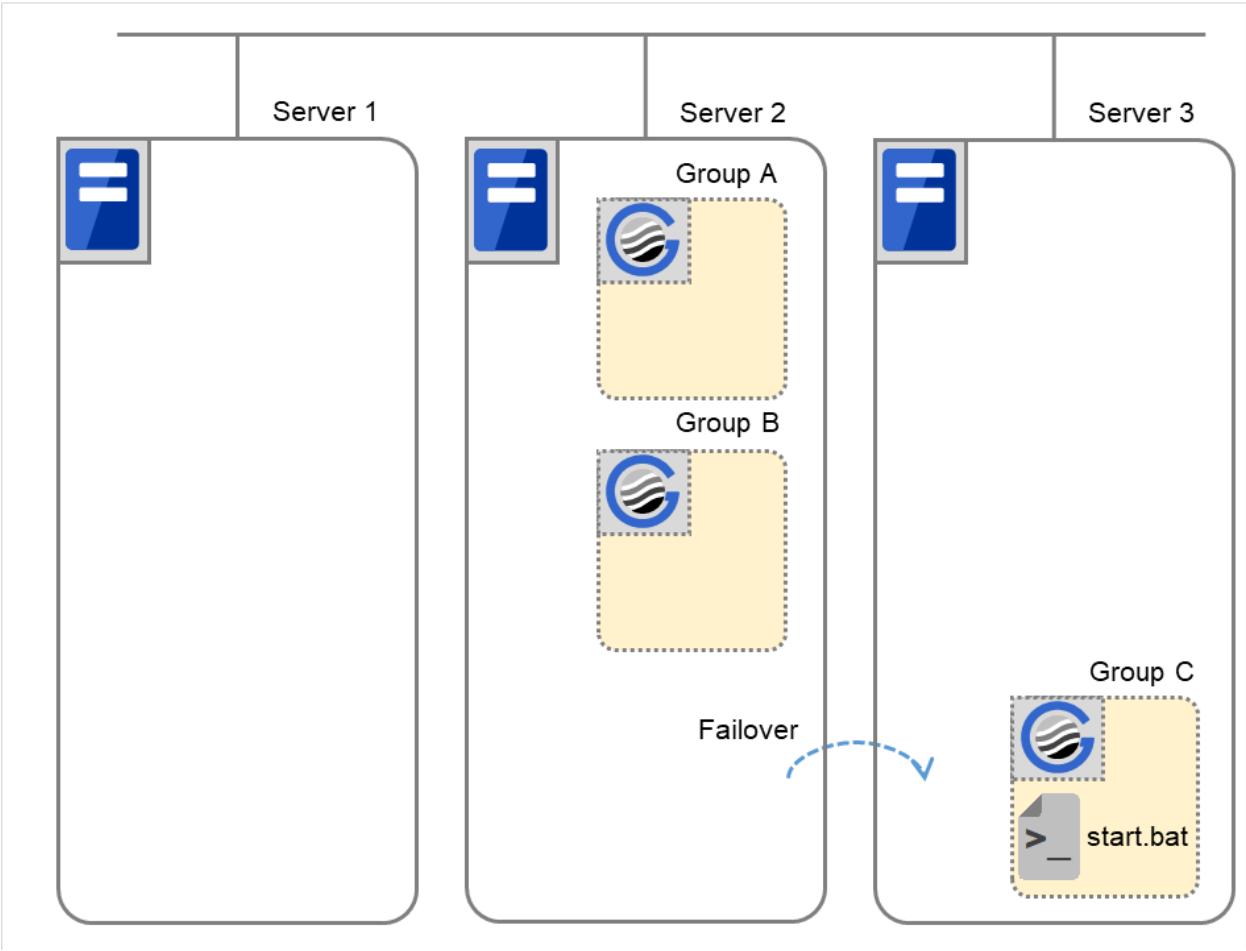 Server 1
Server 2
Server 3
Group A
Group B
Group C
Failover
>_ start.bat